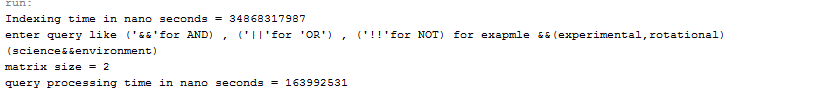 run:
Indexing time in nano seconds = 34868317987
enter query like ('&&'for AND) , ('||'for 'OR') , ('!!'for NOT) for exapmle &&(experimental,rotational)
(science&&environment)
matrix size = 2
query processing time in nano seconds = 163992531